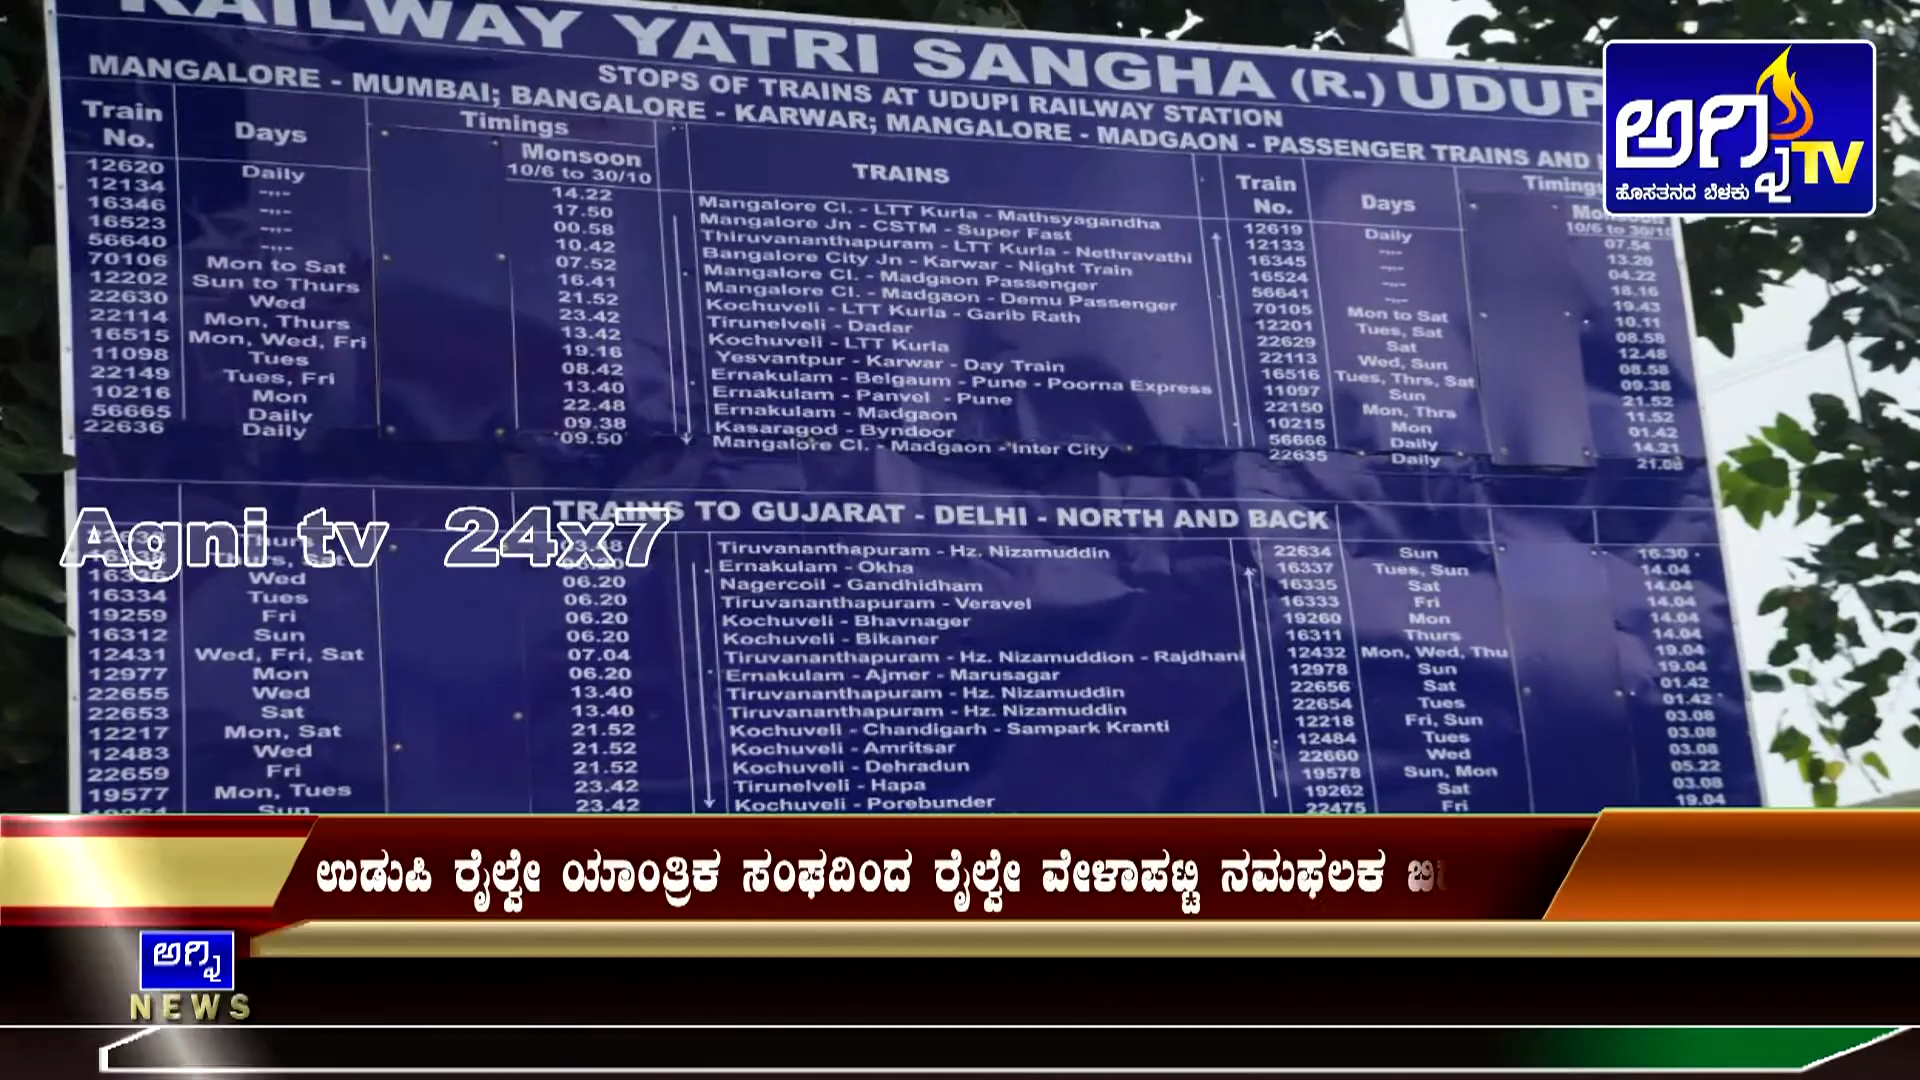 RAILWAY YATRI SANGHA (R.) UDUP
STOPS OF TRAINS AT UDUPI RAILWAY STATION
MANGALORE - MUMBAI; BANGALORE - KARWAR; MANGALORE - MADGAON - PASSENGER TRAINS AND
Train No. Days Timings Monsoon 10/6 to 30/10 TRAINS Train No. Days Timings 10/6 to 30/10
12620 Daily 14.22 Mangalore Cl. - LTT Kurla - Mathsyagandha 12619 Daily 07.54
12134 -,,- 17.50 Mangalore Jn - CSTM - Super Fast 12133 -,,- 13.20
16346 -,,- 00.58 Thiruvananthapuram - LTT Kurla - Nethravathi 16345 -,,- 04.22
16523 -,,- 10.42 Bangalore City Jn - Karwar - Night Train 16524 -,,- 18.16
56640 -,,- 07.52 Mangalore Cl. - Madgaon Passenger 56641 -,,- 19.43
70106 Mon to Sat 16.41 Mangalore Cl. - Madgaon - Demu Passenger 70105 Mon to Sat 10.11
12202 Sun to Thurs 21.52 Kochuveli - LTT Kurla - Garib Rath 12201 Tues, Sat 08.58
22630 Wed 23.42 Tirunelveli - Dadar 22629 Sat 12.48
22114 Mon, Thurs 13.42 Kochuveli - LTT Kurla 22113 Wed, Sun 08.58
16515 Mon, Wed, Fri 19.16 Yesvantpur - Karwar - Day Train 16516 Tues, Thrs, Sat 09.38
11098 Tues 08.42 Ernakulam - Belgaum - Pune - Poorna Express 11097 Sun 21.52
22149 Tues, Fri 13.40 Ernakulam - Panvel - Pune 22150 Mon, Thrs 11.52
10216 Mon 22.48 Ernakulam - Madgaon 10215 Mon 01.42
56665 Daily 09.38 Kasaragod - Byndoor 56666 Daily 14.21
22636 Daily 09.50 Mangalore Cl. - Madgaon - Inter City 22635 Daily 21.08
TRAINS TO GUJARAT - DELHI - NORTH AND BACK
Thurs Tiruvananthapuram - Hz. Nizamuddin 22634 Sun 16.30
Thurs, Sat Ernakulam - Okha 16337 Tues, Sun 14.04
16336 Wed 06.20 Nagercoil - Gandhidham 16335 Sat 14.04
16334 Tues 06.20 Tiruvananthapuram - Veravel 16333 Fri 14.04
19259 Fri 06.20 Kochuveli - Bhavnager 19260 Mon 14.04
16312 Sun 06.20 Kochuveli - Bikaner 16311 Thurs 19.04
12431 Wed, Fri, Sat 07.04 Tiruvananthapuram - Hz. Nizamuddion - Rajdhani 12432 Mon, Wed, Thu 19.04
12977 Mon 06.20 Ernakulam - Ajmer - Marusagar 12978 Sun 01.42
22655 Wed 13.40 Tiruvananthapuram - Hz. Nizamuddin 22656 Sat 01.42
22653 Sat 13.40 Tiruvananthapuram - Hz. Nizamuddin 22654 Tues 03.08
12217 Mon, Sat 21.52 Kochuveli - Chandigarh - Sampark Kranti 12218 Fri, Sun 03.08
12483 Wed 21.52 Kochuveli - Amritsar 12484 Tues 03.08
22659 Fri 21.52 Kochuveli - Dehradun 22660 Wed 05.22
19577 Mon, Tues 23.42 Tirunelveli - Hapa 19578 Sun, Mon 03.08
Sun 23.42 Kochuveli - Porebunder 19262 Sat 19.04
22475 Fri
ಅಗ್ನಿ TV
ಹೊಸತನದ ಬೆಳಕು
Agni tv 24x7
ಉಡುಪಿ ರೈಲ್ವೇ ಯಾಂತ್ರಿಕ ಸಂಘದಿಂದ ರೈಲ್ವೇ ವೇಳಾಪಟ್ಟಿ ನಮಫಲಕ
ಅಗ್ನಿ
NEWS